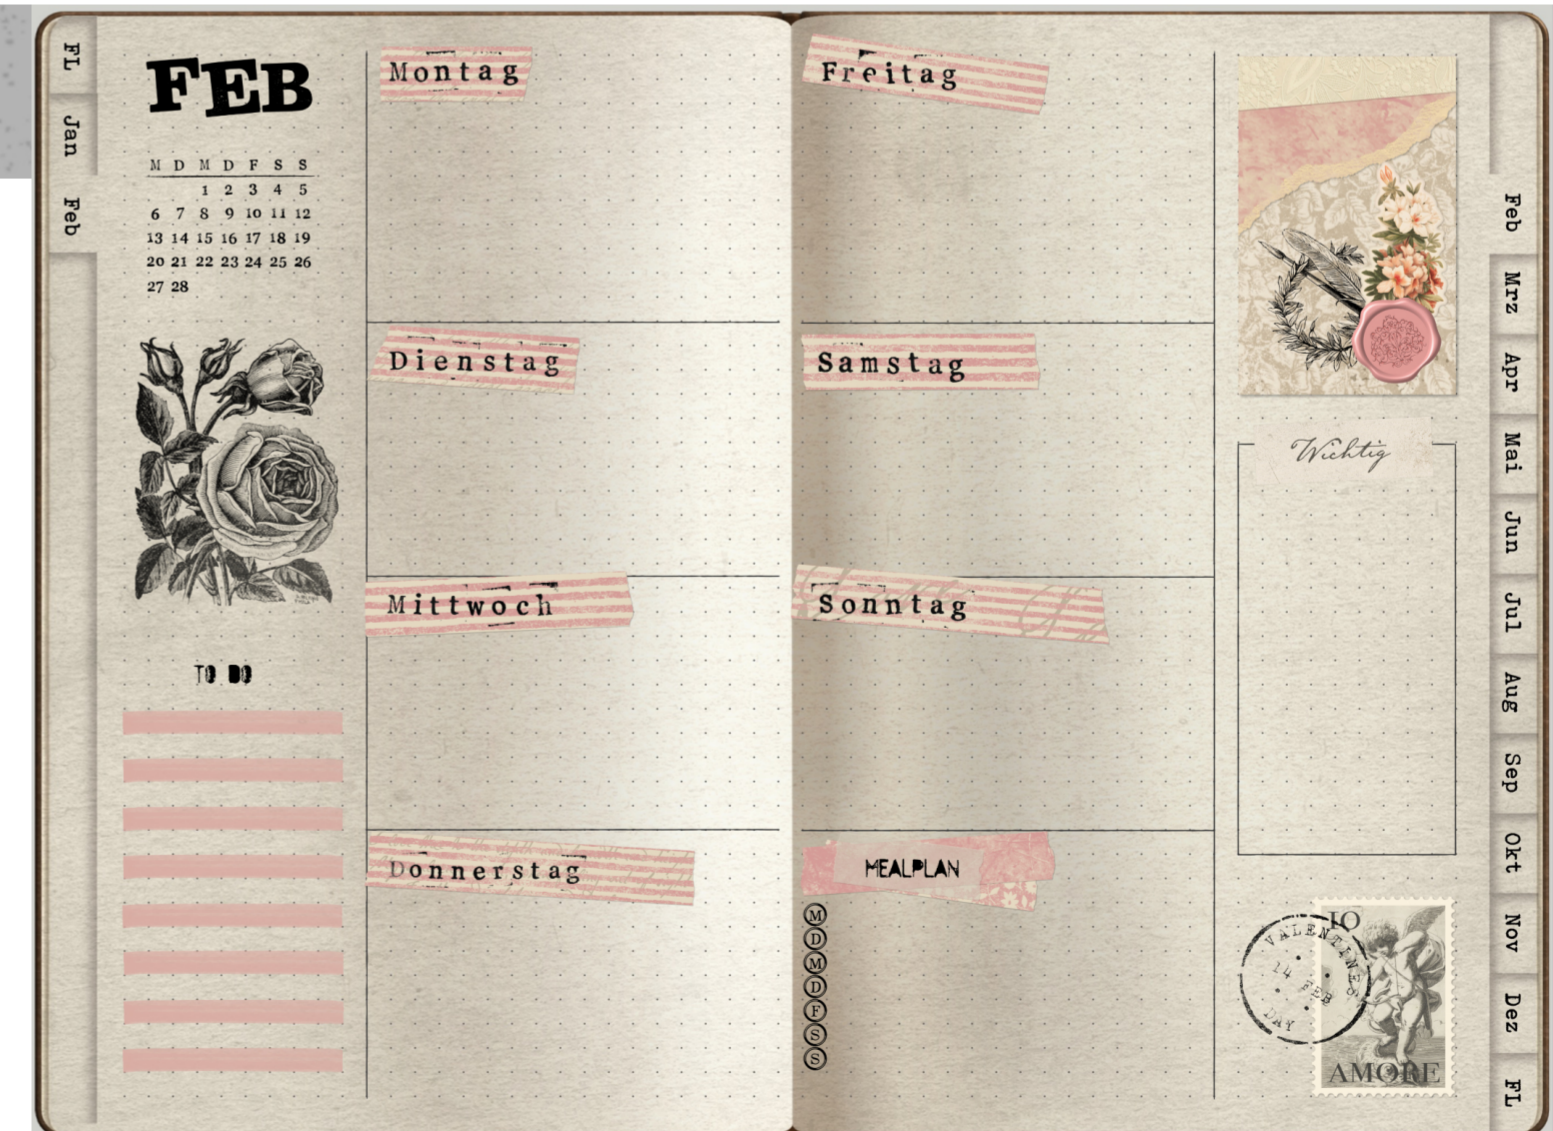 FL
Jan
Feb
FEB
M D M D F S S
1 2 3 4 5
6 7 8 9 10 11 12
13 14 15 16 17 18 19
20 21 22 23 24 25 26
27 28
TO DO
Montag
Dienstag
Mittwoch
Donnerstag
Freitag
Samstag
Sonntag
MEALPLAN
M
D
M
D
F
S
S
Wichtig
10
VALENTINES
14 FEB
DAY
AMORE
Feb
Mrz
Apr
Mai
Jun
Jul
Aug
Sep
Okt
Nov
Dez
FL